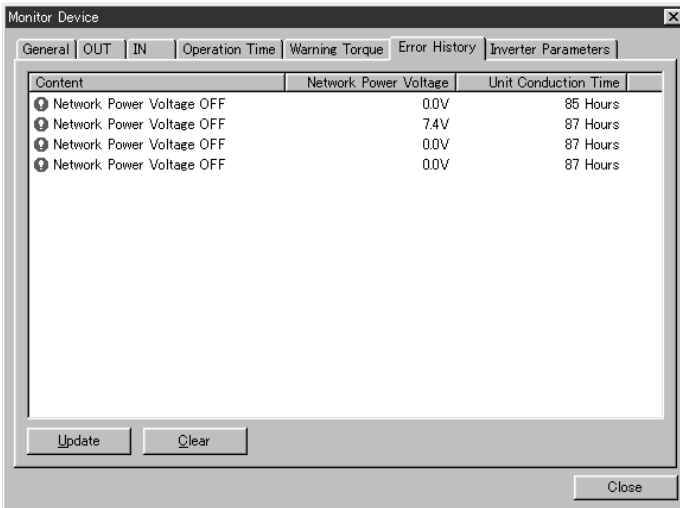 Monitor Device
General OUT IN Operation Time Warning Torque Error History Inverter Parameters
Content Network Power Voltage Unit Conduction Time
Network Power Voltage OFF 0.0V 85 Hours
Network Power Voltage OFF 7.4V 87 Hours
Network Power Voltage OFF 0.0V 87 Hours
Network Power Voltage OFF 0.0V 87 Hours
Update Clear
Close